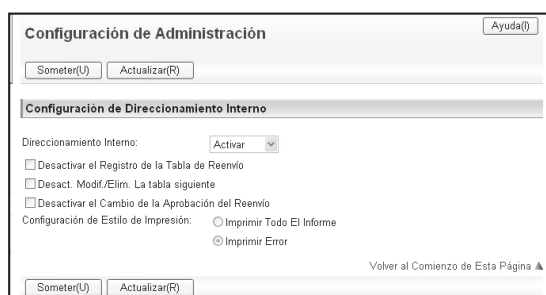 Configuración de Administración
Ayuda(I)
Someter(U) Actualizar(R)
Configuración de Direccionamiento Interno
Direccionamiento Interno: Activar
Desactivar el Registro de la Tabla de Reenvío
Desact. Modif./Elim. La tabla siguiente
Desactivar el Cambio de la Aprobación del Reenvío
Configuración de Estilo de Impresión: Imprimir Todo El Informe
Imprimir Error
Volver al Comienzo de Esta Página
Someter(U) Actualizar(R)